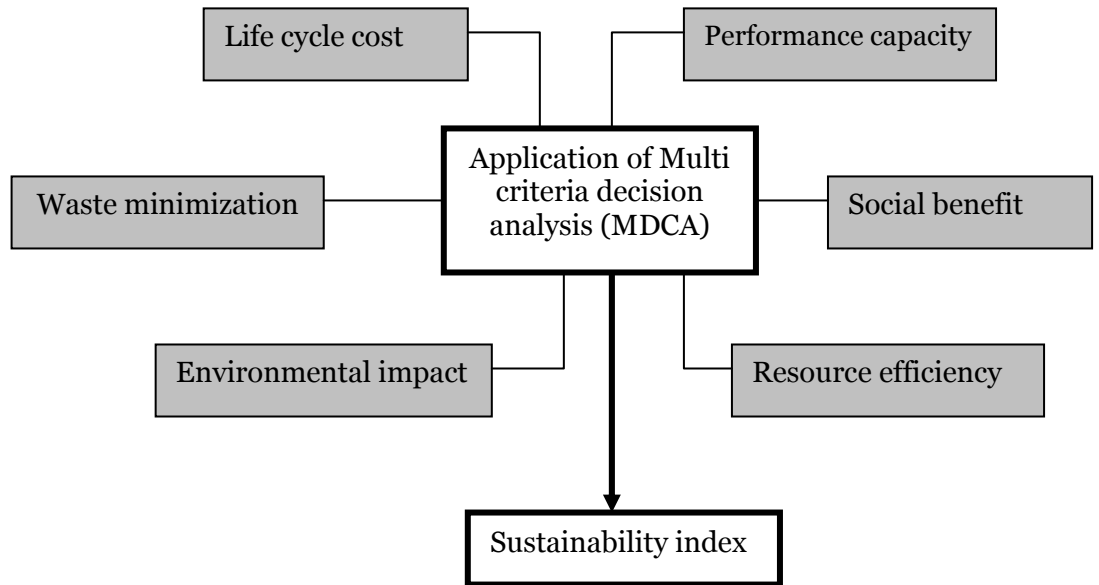 Life cycle cost
Performance capacity
Application of Multi
criteria decision
analysis (MDCA)
Waste minimization
Social benefit
Environmental impact
Resource efficiency
Sustainability index